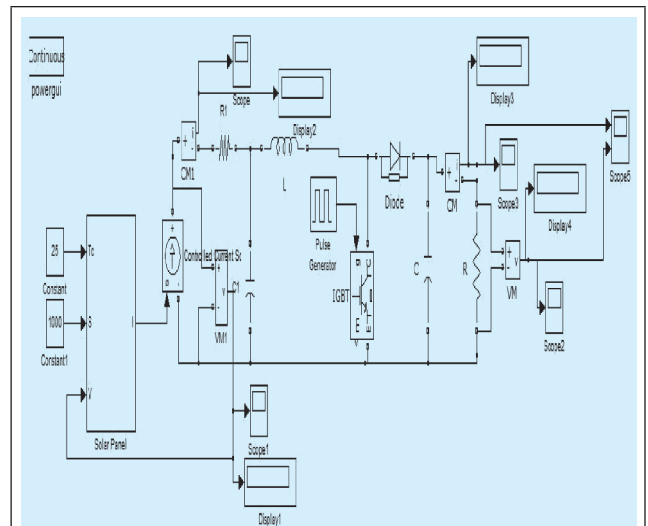 Continuous
powergui
Scope
R1
Display2
Display3
+
i
-
CM1
L
Diode
+
i
-
CM
Scope3
Scope5
Display4
Pulse
Generator
25
Constant
Tc
1000
Constant1
S
I
V
Solar Panel
+
s
-
Controlled Current So
+
v
-
VM1
C1
g
C
E
IGBT
C
R
+
v
-
VM
Scope2
Scope1
Display1